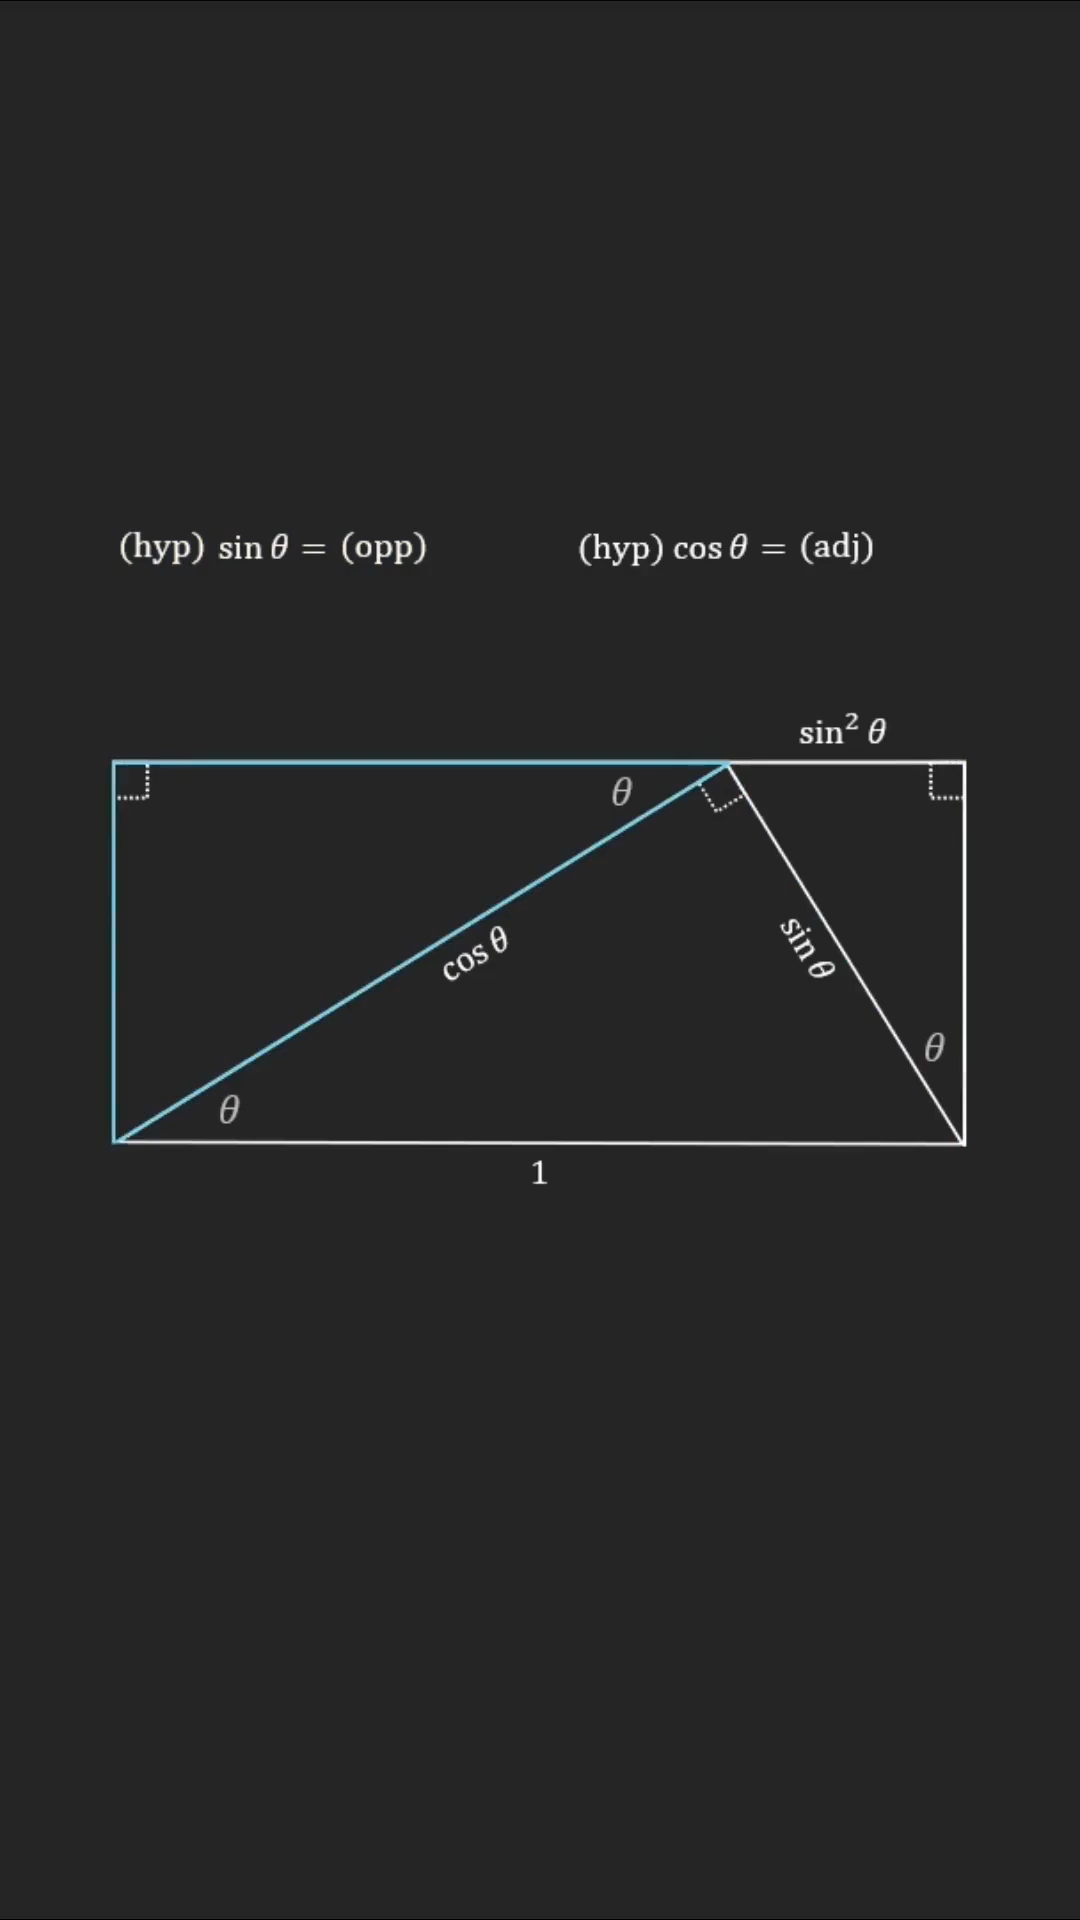 (hyp) sin θ = (opp)
(hyp) cos θ = (adj)
sin² θ
θ
cos θ
sin θ
θ
θ
1